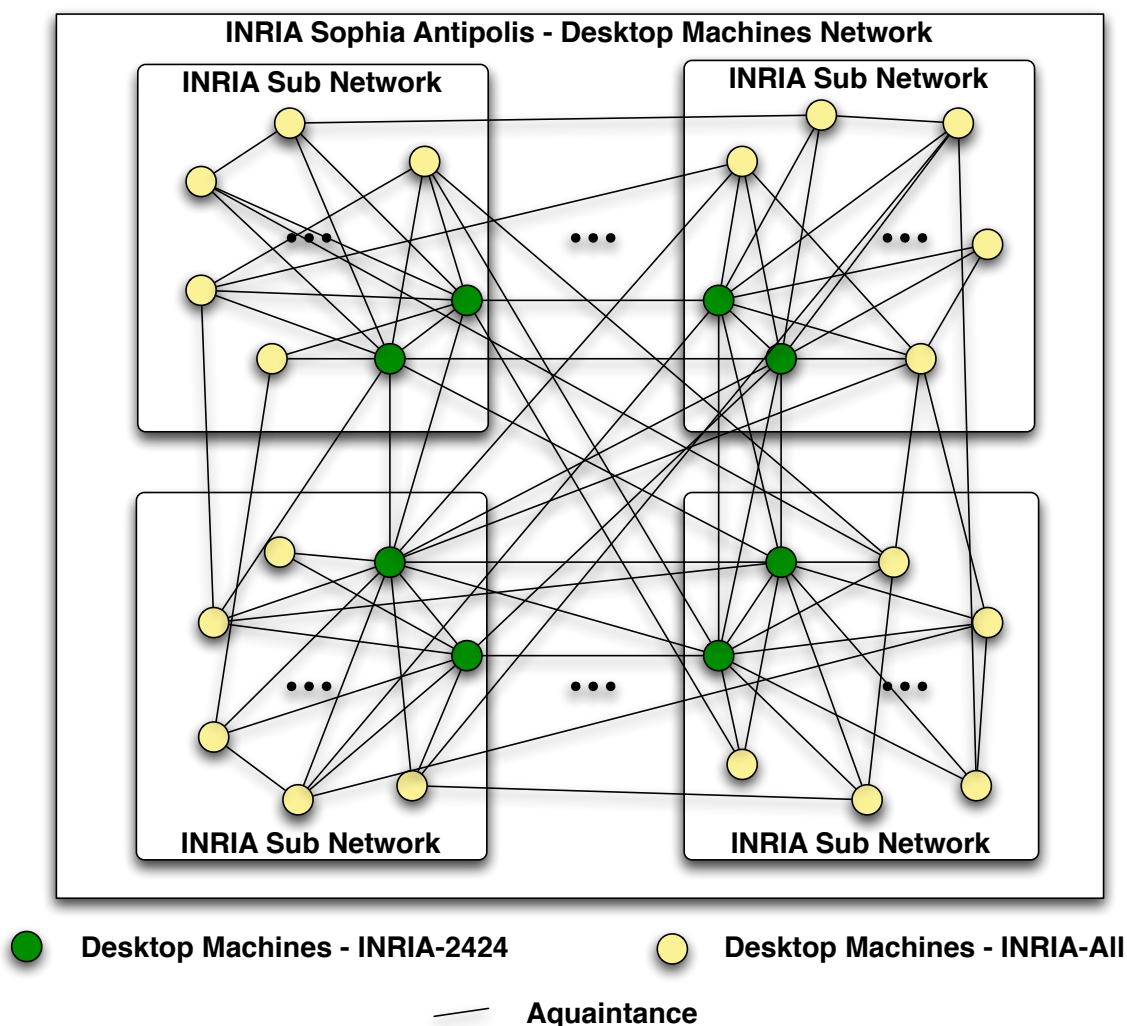 INRIA Sophia Antipolis - Desktop Machines Network
INRIA Sub Network
INRIA Sub Network
INRIA Sub Network
INRIA Sub Network
Desktop Machines - INRIA-2424
Desktop Machines - INRIA-All
Aquaintance